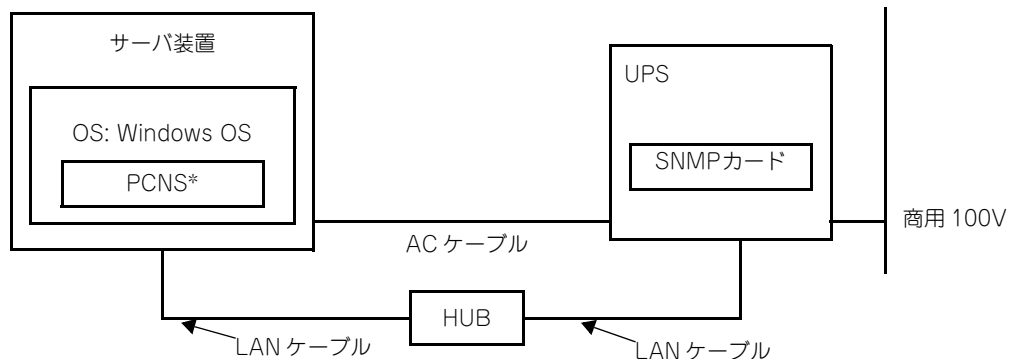 サーバ装置
OS: Windows OS
PCNS*
UPS
SNMPカード
商用 100V
AC ケーブル
HUB
LAN ケーブル
LAN ケーブル